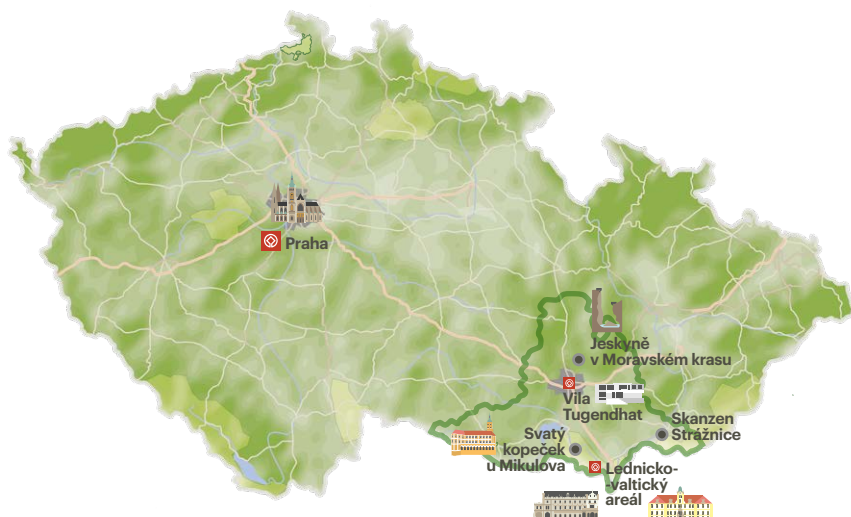 Praha
Jeskyně
v Moravském krasu
Vila
Tugendhat
Skanzen
Strážnice
Svatý
kopeček
u Mikulova
Lednicko-
-valtický
areál